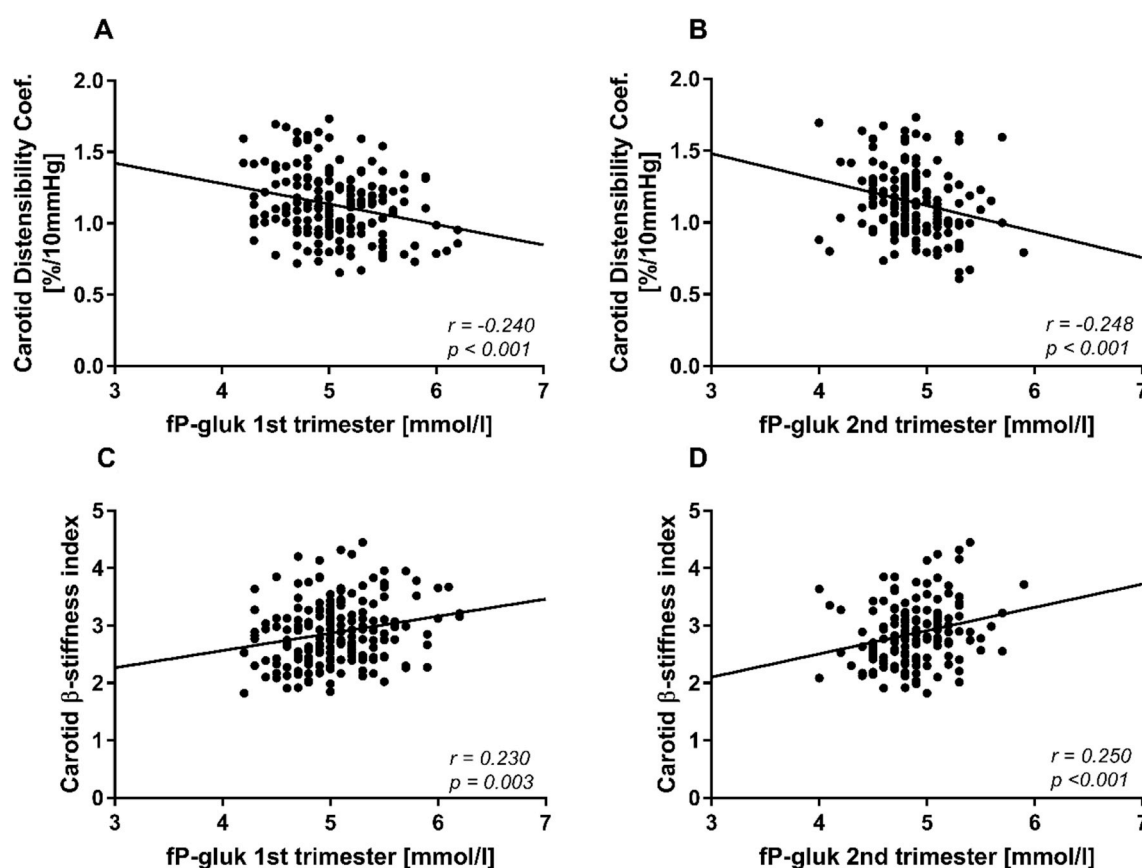 A
Carotid Distensibility Coef.
[%/10mmHg]
2.0
1.5
1.0
0.5
0.0
r = -0.240
p < 0.001
3 4 5 6 7
fP-gluk 1st trimester [mmol/l]
B
Carotid Distensibility Coef.
[%/10mmHg]
2.0
1.5
1.0
0.5
0.0
r = -0.248
p < 0.001
3 4 5 6 7
fP-gluk 2nd trimester [mmol/l]
C
Carotid β-stiffness index
5
4
3
2
1
0
r = 0.230
p = 0.003
3 4 5 6 7
fP-gluk 1st trimester [mmol/l]
D
Carotid β-stiffness index
5
4
3
2
1
0
r = 0.250
p <0.001
3 4 5 6 7
fP-gluk 2nd trimester [mmol/l]